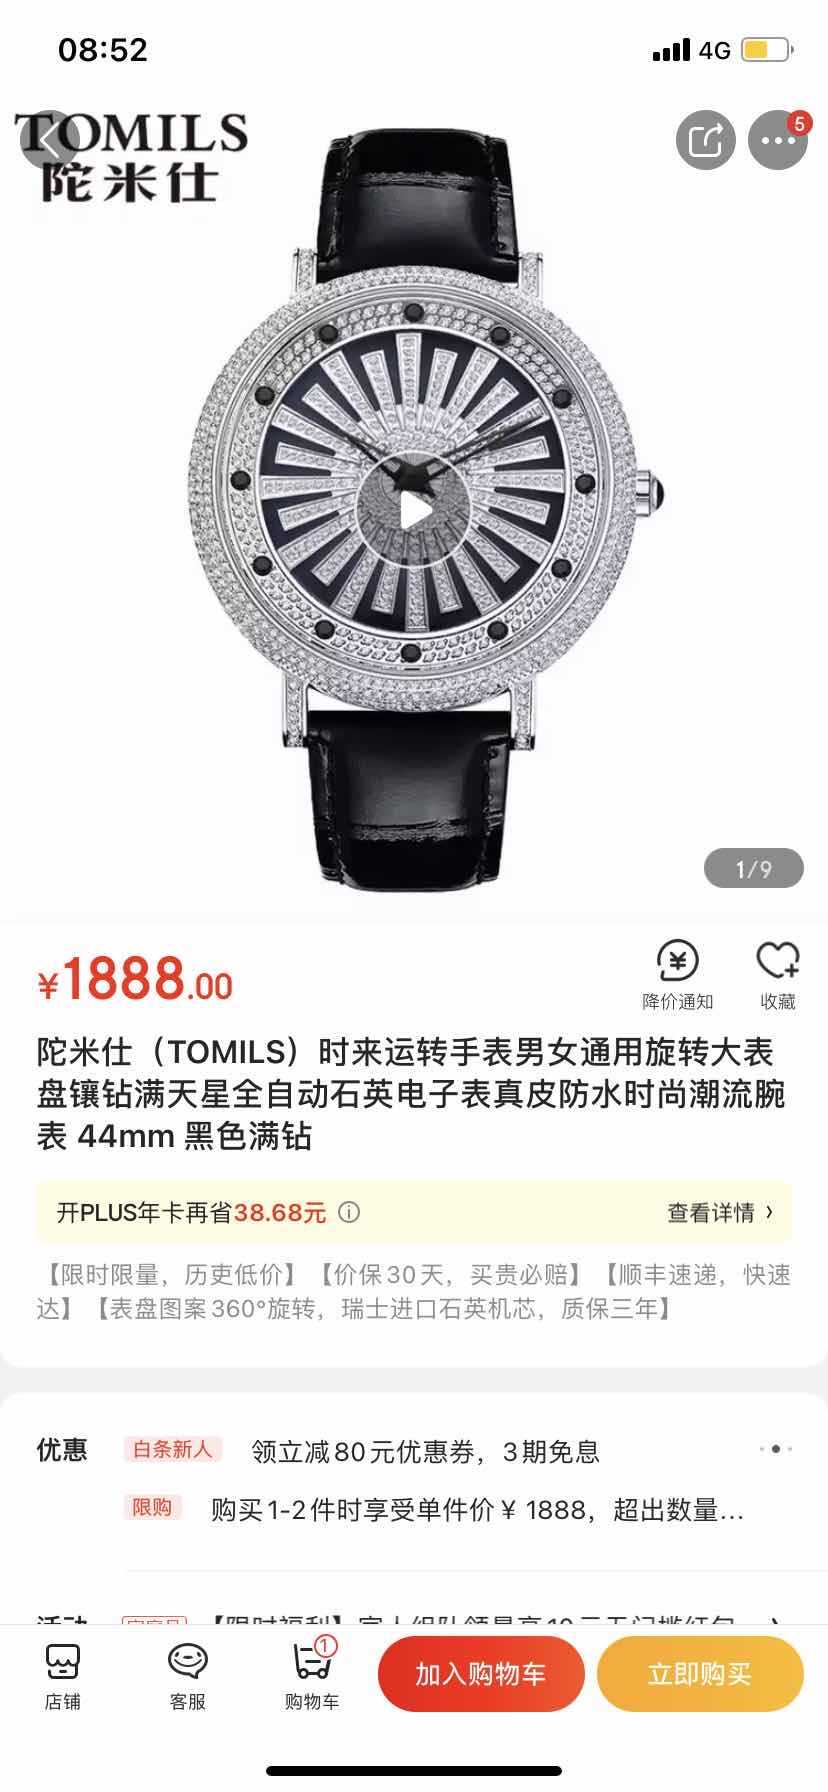 08:52
4G
TOMILS
陀米仕
5
1/9
¥1888.00
降价通知
收藏
陀米仕（TOMILS）时来运转手表男女通用旋转大表
盘镶钻满天星全自动石英电子表真皮防水时尚潮流腕
表 44mm 黑色满钻
开PLUS年卡再省38.68元
查看详情 ›
【限时限量，历史低价】【价保30天，买贵必赔】【顺丰速递，快速
达】【表盘图案360°旋转，瑞士进口石英机芯，质保三年】
优惠
白条新人
领立减80元优惠券，3期免息
限购
购买1-2件时享受单件价¥ 1888，超出数量...
活动
【限时福利】
店铺
客服
1
购物车
加入购物车
立即购买